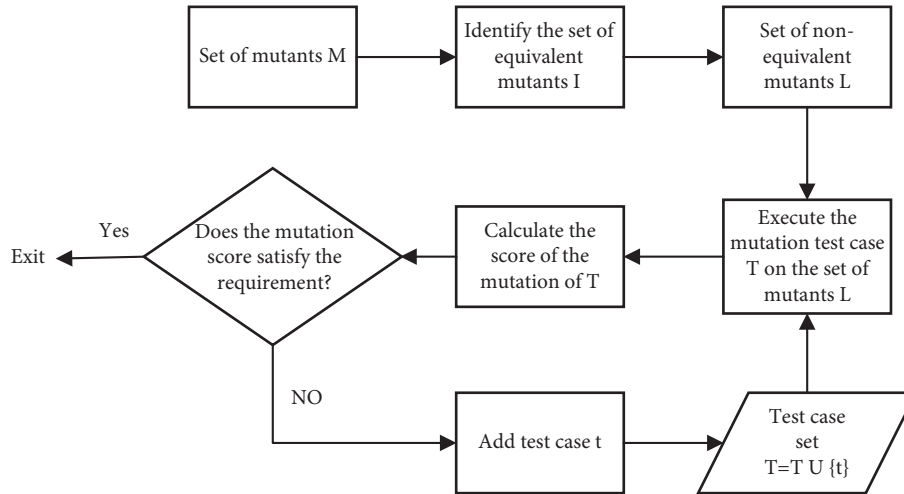 Set of mutants M
Identify the set of
equivalent
mutants I
Set of non-
equivalent
mutants L
Execute the
mutation test case
T on the set of
mutants L
Calculate the
score of the
mutation of T
Does the mutation
score satisfy the
requirement?
Yes
Exit
NO
Add test case t
Test case
set
T=T U {t}